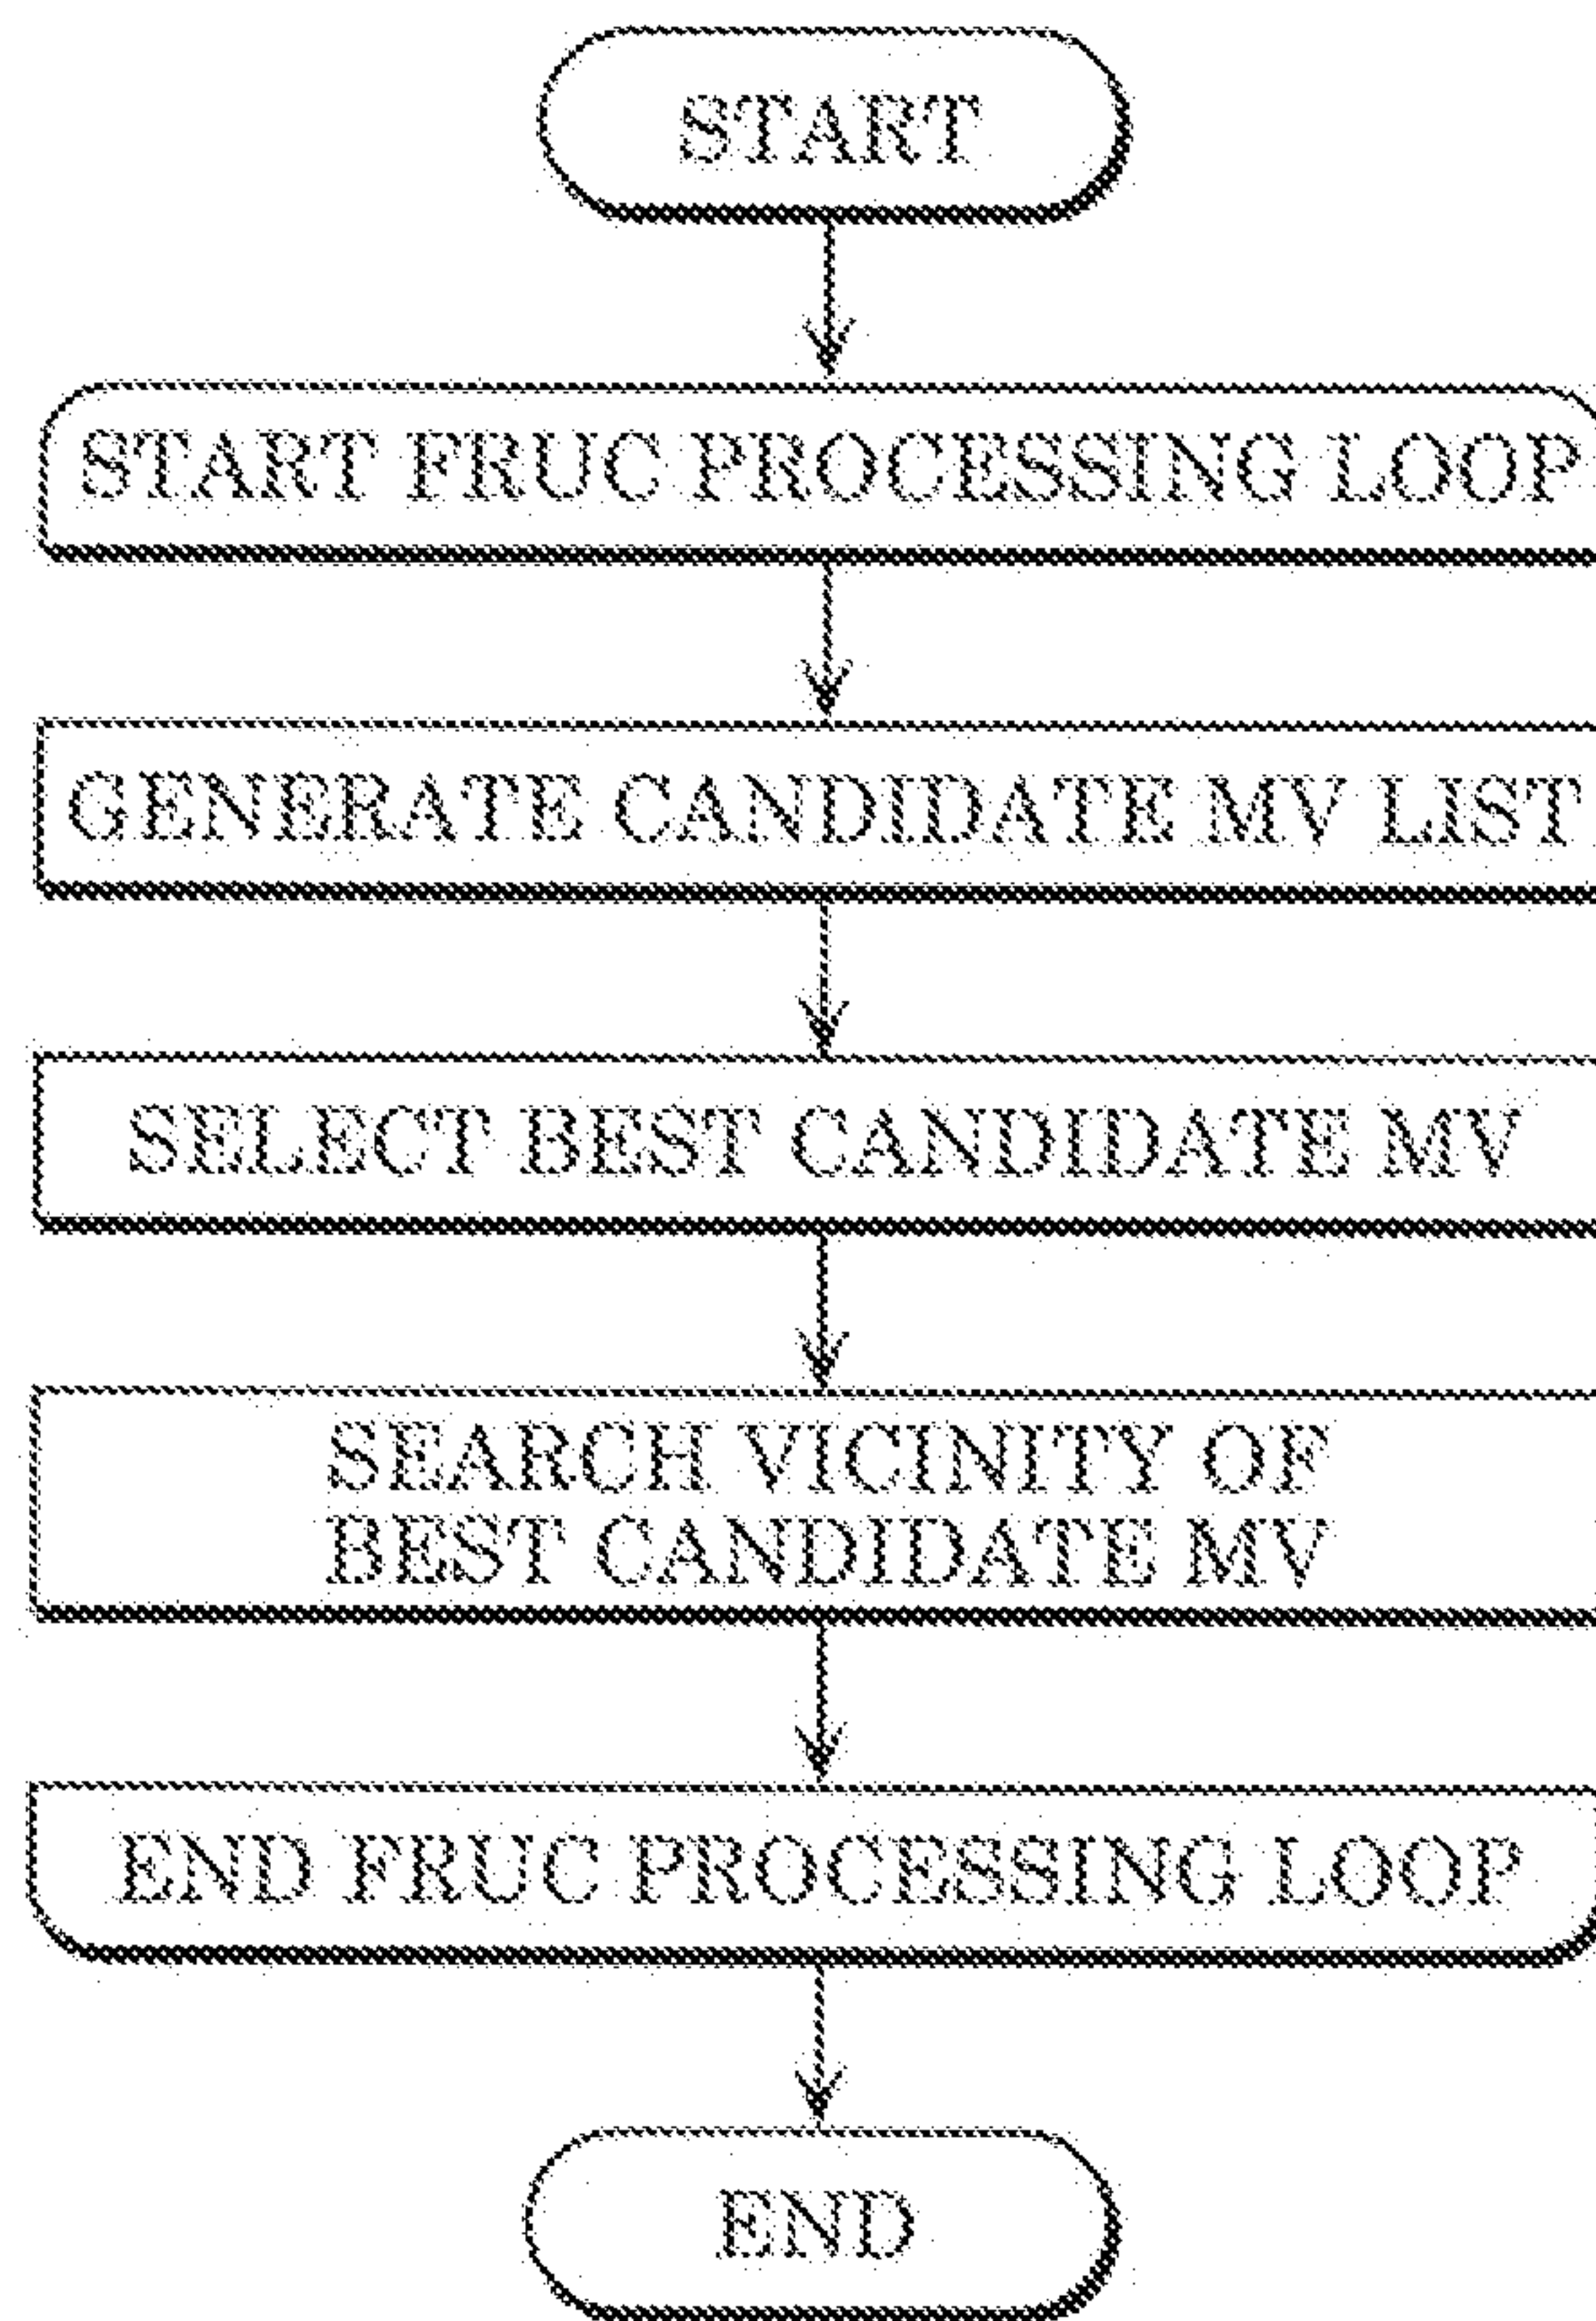 START
START FRUC PROCESSING LOOP
GENERATE CANDIDATE MV LIST
SELECT BEST CANDIDATE MV
SEARCH VICINITY OF
BEST CANDIDATE MV
END FRUC PROCESSING LOOP
END